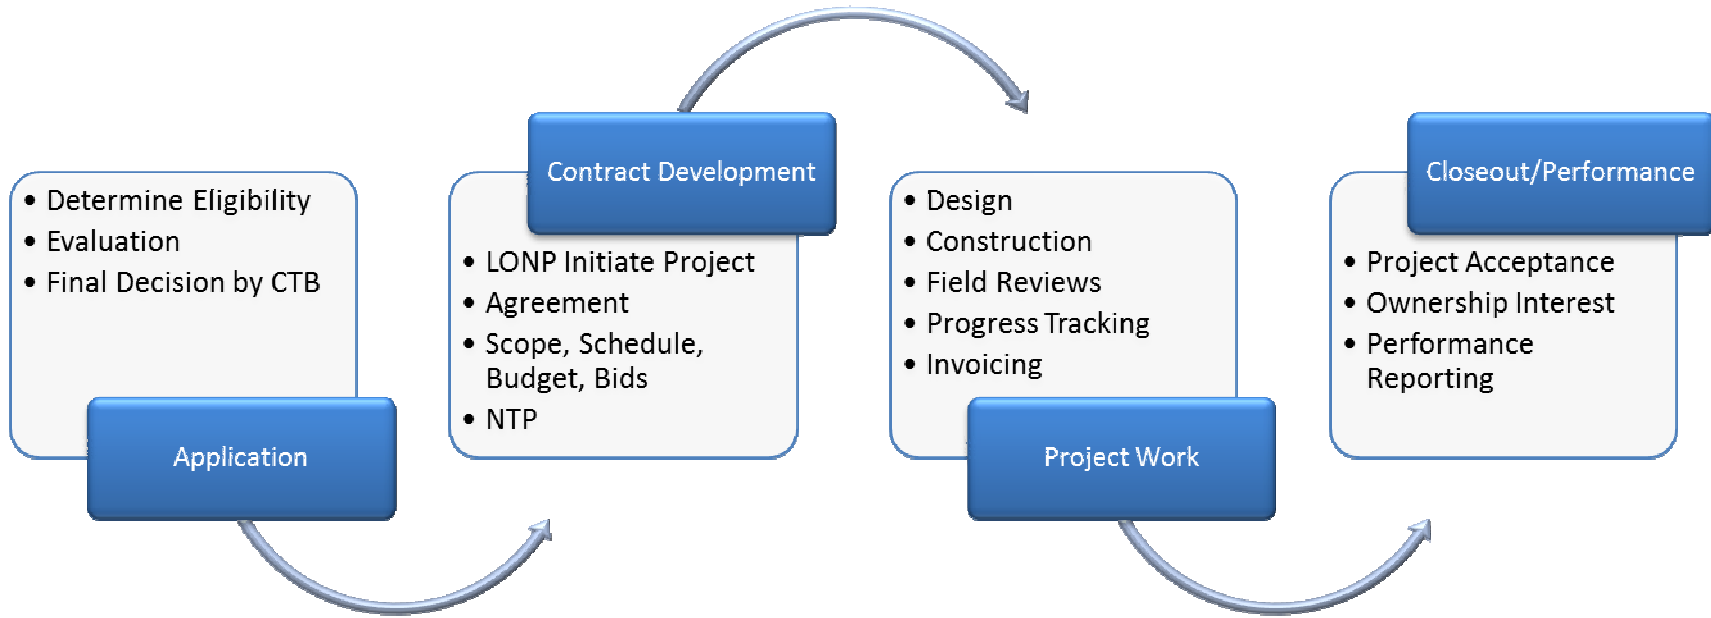 • Determine Eligibility
• Evaluation
• Final Decision by CTB
Application
Contract Development
• LONP Initiate Project
• Agreement
• Scope, Schedule,
Budget, Bids
• NTP
• Design
• Construction
• Field Reviews
• Progress Tracking
• Invoicing
Project Work
Closeout/Performance
• Project Acceptance
• Ownership Interest
• Performance
Reporting